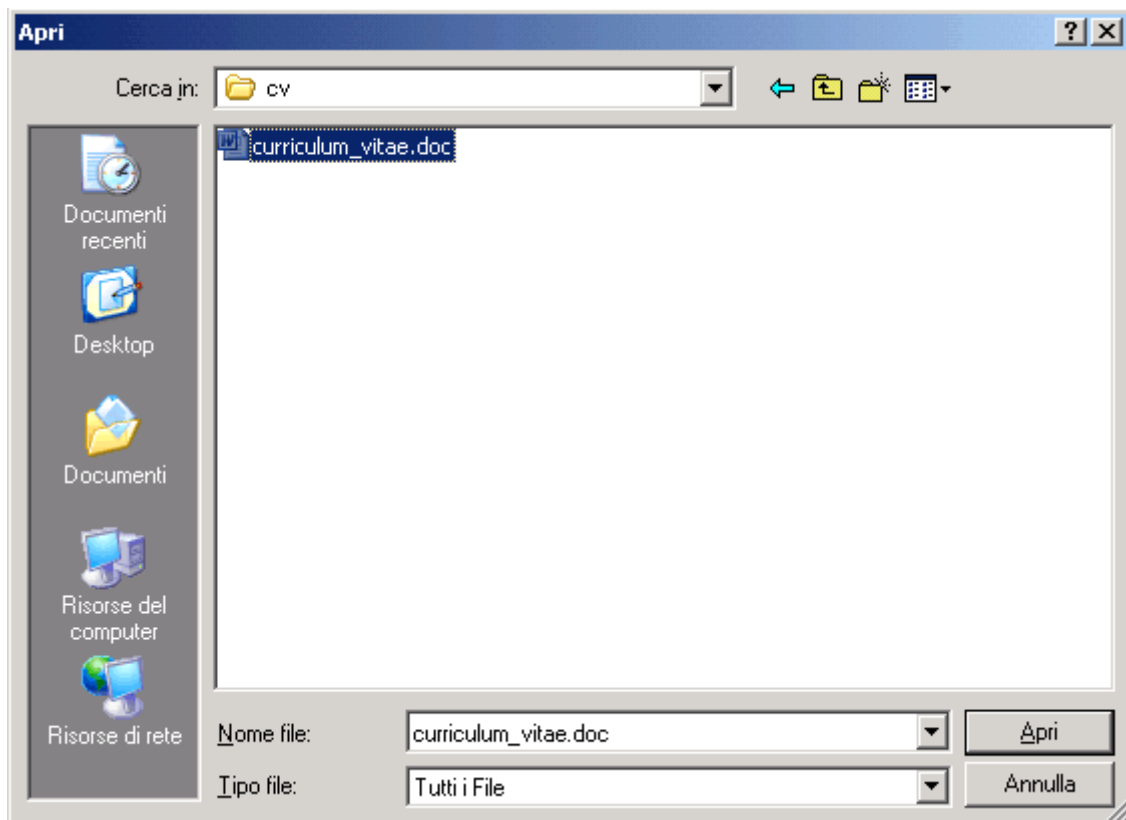 Apri
Cerca in:
cv
curriculum_vitae.doc
Documenti
recenti
Desktop
Documenti
Risorse del
computer
Risorse di rete
Nome file:
curriculum_vitae.doc
Apri
Tipo file:
Tutti i File
Annulla